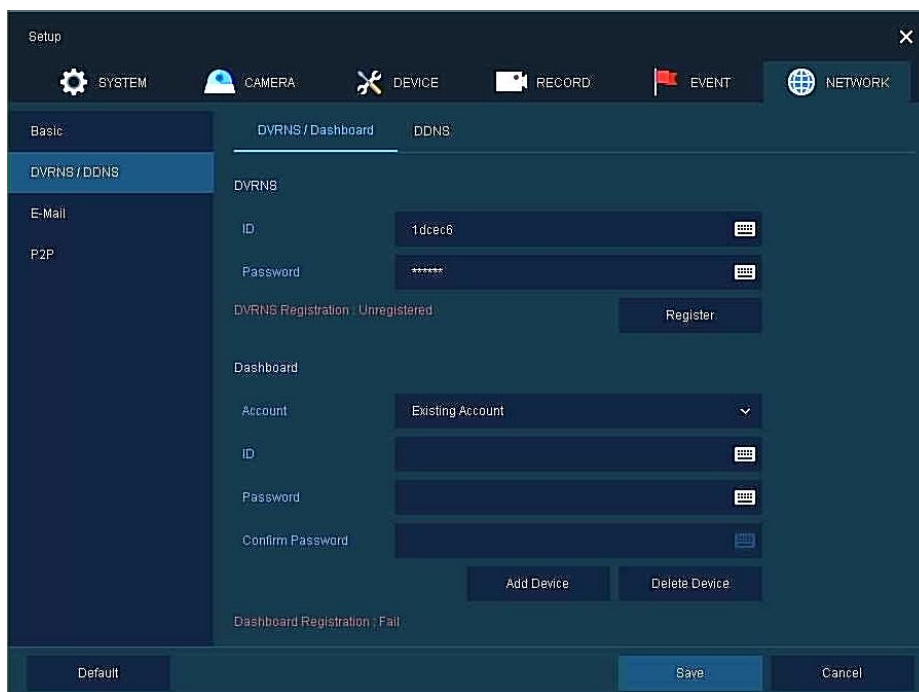 Setup
SYSTEM CAMERA DEVICE RECORD EVENT NETWORK
Basic
DVRNS / DDNS
E-Mail
P2P
DVRNS / Dashboard DDNS
DVRNS
ID 1dcec6
Password ******
DVRNS Registration : Unregistered Register
Dashboard
Account Existing Account
ID
Password
Confirm Password
Add Device Delete Device
Dashboard Registration : Fail
Default Save Cancel